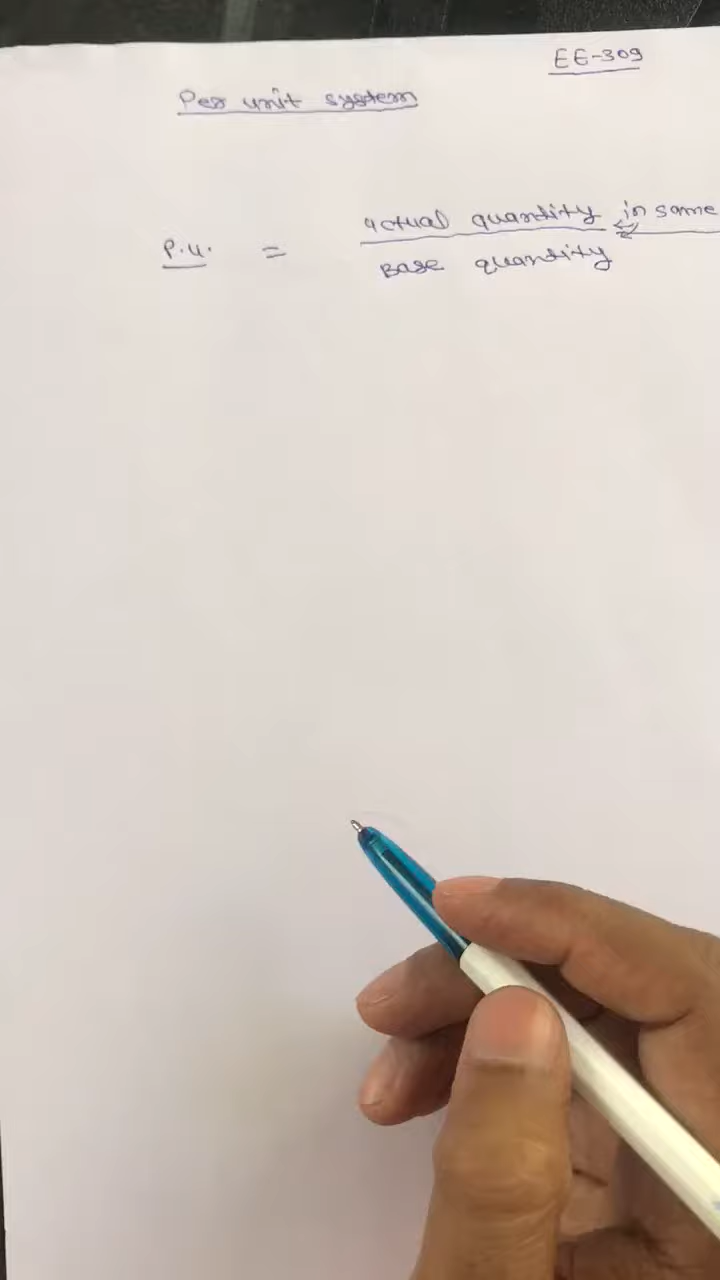 EE-309
Per unit system
P.U. = actual quantity in same
Base quantity